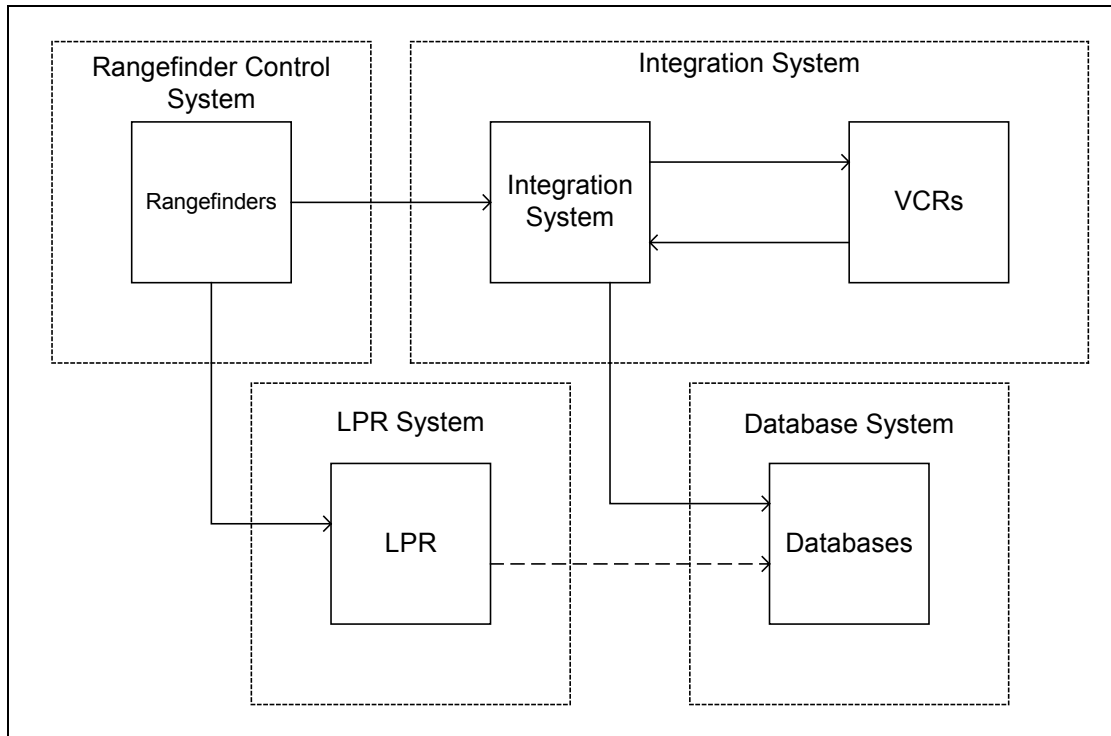 Rangefinder Control
System
Rangefinders
Integration System
Integration
System
VCRs
LPR System
LPR
Database System
Databases